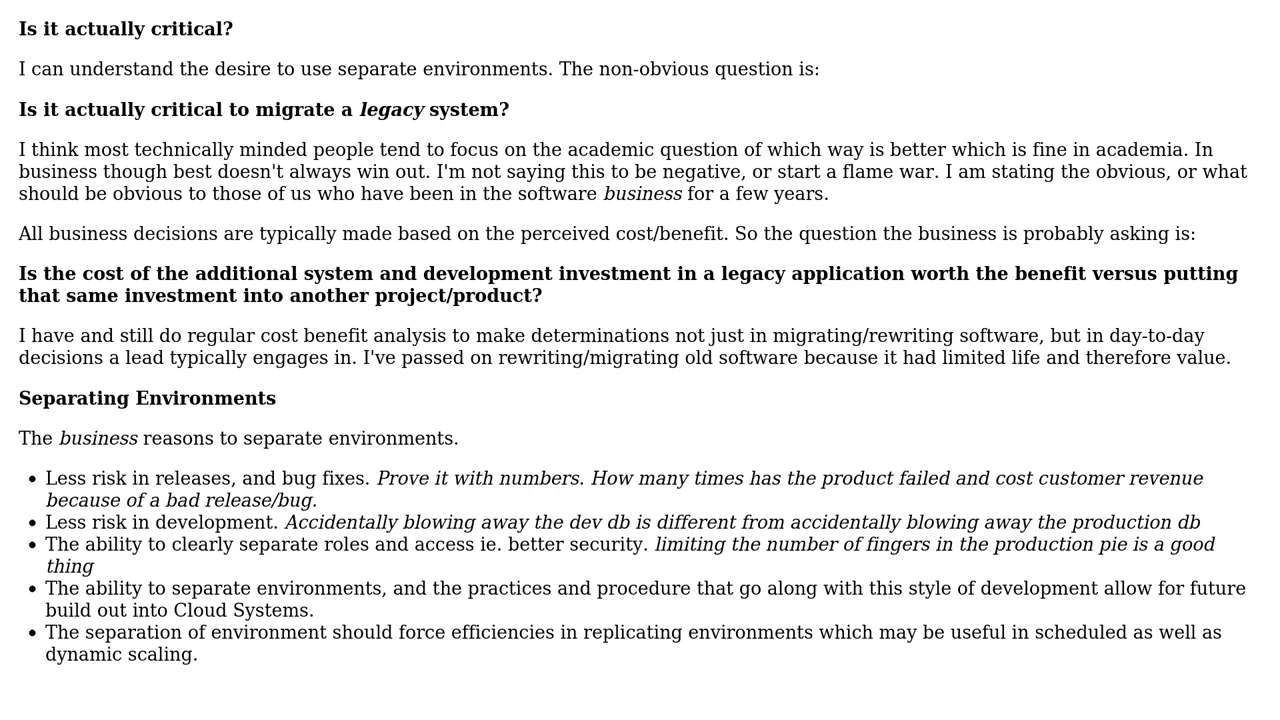 Is it actually critical?
I can understand the desire to use separate environments. The non-obvious question is:
Is it actually critical to migrate a legacy system?
I think most technically minded people tend to focus on the academic question of which way is better which is fine in academia. In
business though best doesn't always win out. I'm not saying this to be negative, or start a flame war. I am stating the obvious, or what
should be obvious to those of us who have been in the software business for a few years.
All business decisions are typically made based on the perceived cost/benefit. So the question the business is probably asking is:
Is the cost of the additional system and development investment in a legacy application worth the benefit versus putting
that same investment into another project/product?
I have and still do regular cost benefit analysis to make determinations not just in migrating/rewriting software, but in day-to-day
decisions a lead typically engages in. I've passed on rewriting/migrating old software because it had limited life and therefore value.
Separating Environments
The business reasons to separate environments.
• Less risk in releases, and bug fixes. Prove it with numbers. How many times has the product failed and cost customer revenue
because of a bad release/bug.
• Less risk in development. Accidentally blowing away the dev db is different from accidentally blowing away the production db
• The ability to clearly separate roles and access ie. better security. limiting the number of fingers in the production pie is a good
thing
• The ability to separate environments, and the practices and procedure that go along with this style of development allow for future
build out into Cloud Systems.
• The separation of environment should force efficiencies in replicating environments which may be useful in scheduled as well as
dynamic scaling.